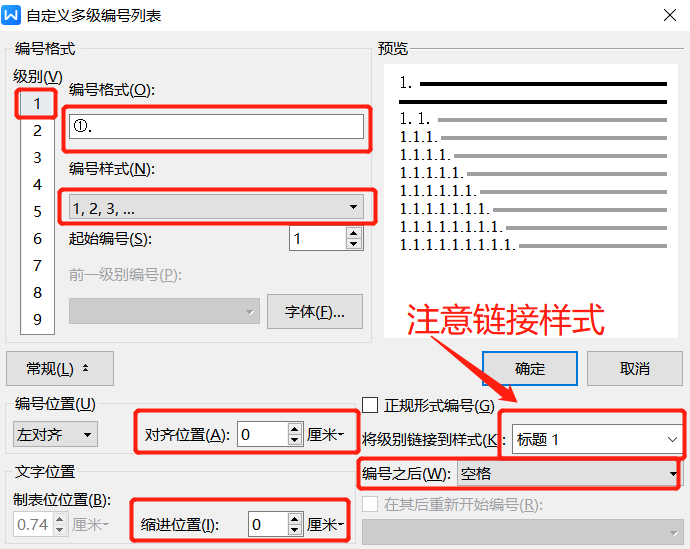 自定义多级编号列表
编号格式
级别(V)
1
2
3
4
5
6
7
8
9
编号格式(O):
①.
编号样式(N):
1, 2, 3, ...
起始编号(S):
1
前一级别编号(P):
字体(F)...
预览
1.
1. 1.
1.1.1.
1.1.1.1.
1.1.1.1.1.
1.1.1.1.1.1.
1.1.1.1.1.1.1.
1.1.1.1.1.1.1.1.
1.1.1.1.1.1.1.1.1.
注意链接样式
常规(L)
确定
取消
编号位置(U)
左对齐
对齐位置(A):
0
厘米
文字位置
制表位位置(B):
0.74
厘米
缩进位置(I):
0
厘米
正规形式编号(G)
将级别链接到样式(K):
标题 1
编号之后(W):
空格
在其后重新开始编号(R):